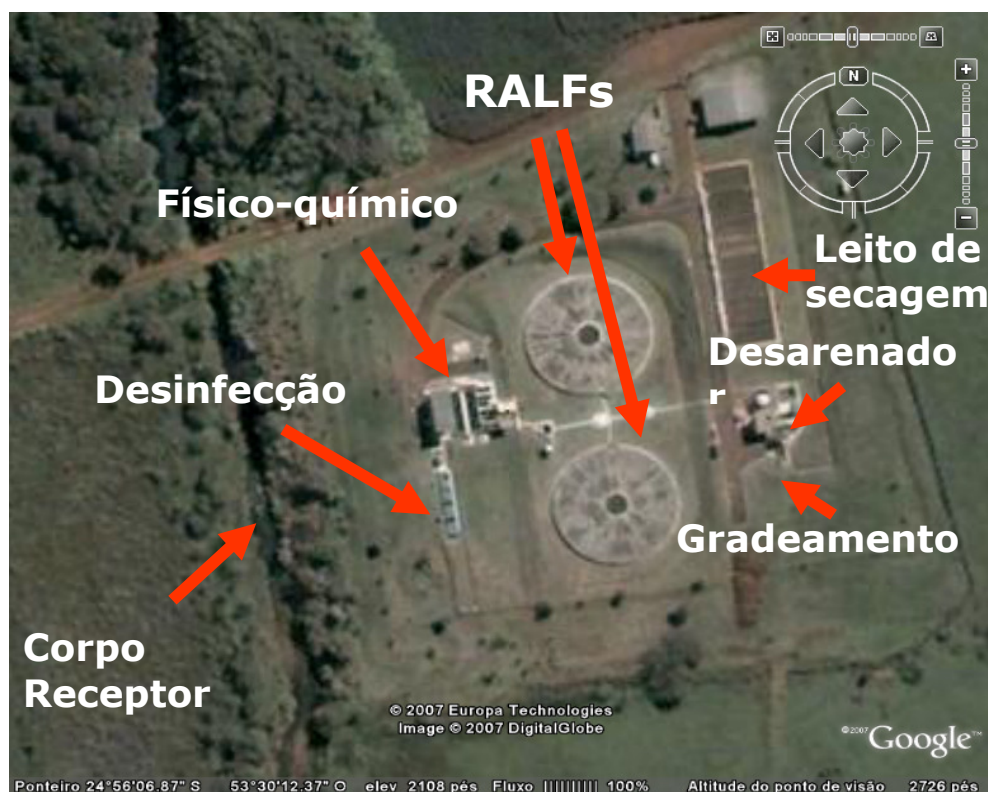 N
RALFs
Físico-químico
Leito de
secagem
Desarenado
r
Desinfecção
Gradeamento
Corpo
Receptor
© 2007 Europa Technologies
Image © 2007 DigitalGlobe
©2007 Google™
Ponteiro 24°56'06.87" S 53°30'12.37" O elev 2108 pés Fluxo |||||||||| 100% Altitude do ponto de visão 2726 pés